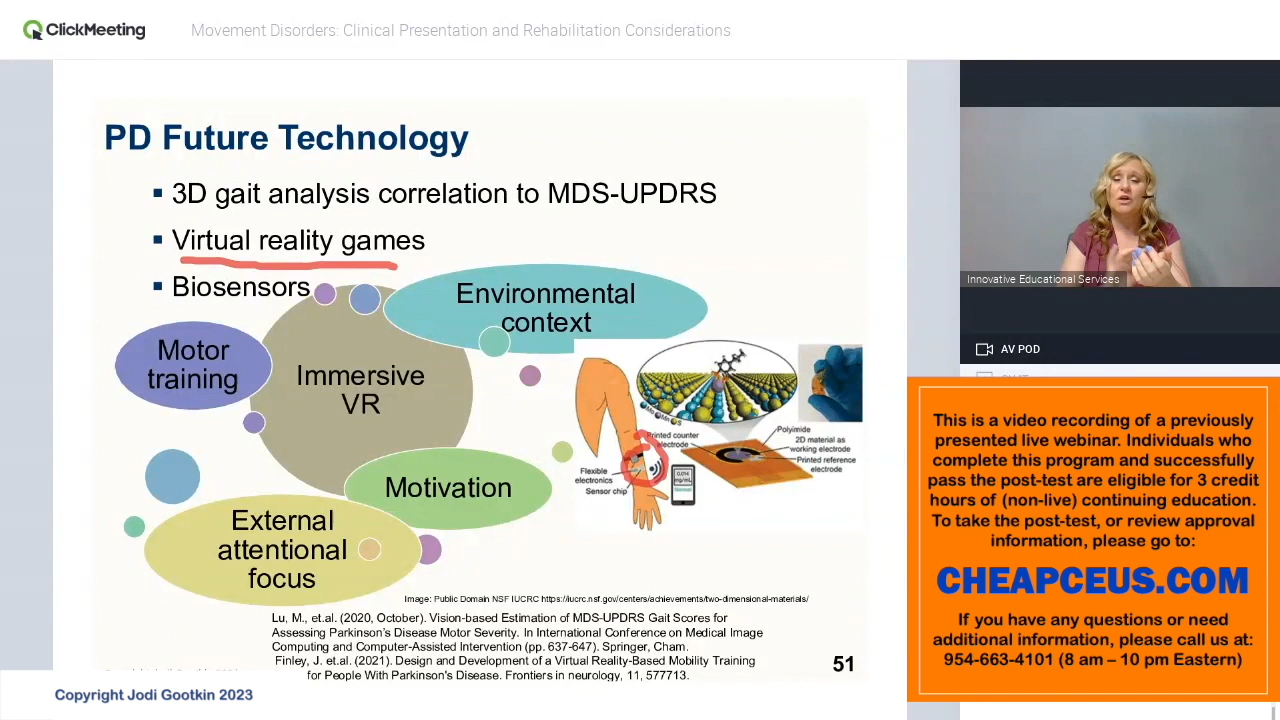 ClickMeeting
Movement Disorders: Clinical Presentation and Rehabilitation Considerations
PD Future Technology
▪ 3D gait analysis correlation to MDS-UPDRS
▪ Virtual reality games
▪ Biosensors
Environmental
context
Motor
training
Immersive
VR
Motivation
External
attentional
focus
Mo
Mn
S
Printed counter
electrode
Polyimide
2D material as
working electrode
Printed reference
electrode
Flexible
electronics
Sensor chip
mg/mL
Image: Public Domain NSF IUCRC https://iucrc.nsf.gov/centers/achievements/two-dimensional-materials/
Lu, M., et.al. (2020, October). Vision-based Estimation of MDS-UPDRS Gait Scores for
Assessing Parkinson's Disease Motor Severity. In International Conference on Medical Image
Computing and Computer-Assisted Intervention (pp. 637-647). Springer, Cham.
Finley, J. et.al. (2021). Design and Development of a Virtual Reality-Based Mobility Training
for People With Parkinson's Disease. Frontiers in neurology, 11, 577713.
51
Copyright Jodi Gootkin 2023
Innovative Educational Services
AV POD
This is a video recording of a previously
presented live webinar. Individuals who
complete this program and successfully
pass the post-test are eligible for 3 credit
hours of (non-live) continuing education.
To take the post-test, or review approval
information, please go to:
CHEAPCEUS.COM
If you have any questions or need
additional information, please call us at:
954-663-4101 (8 am – 10 pm Eastern)